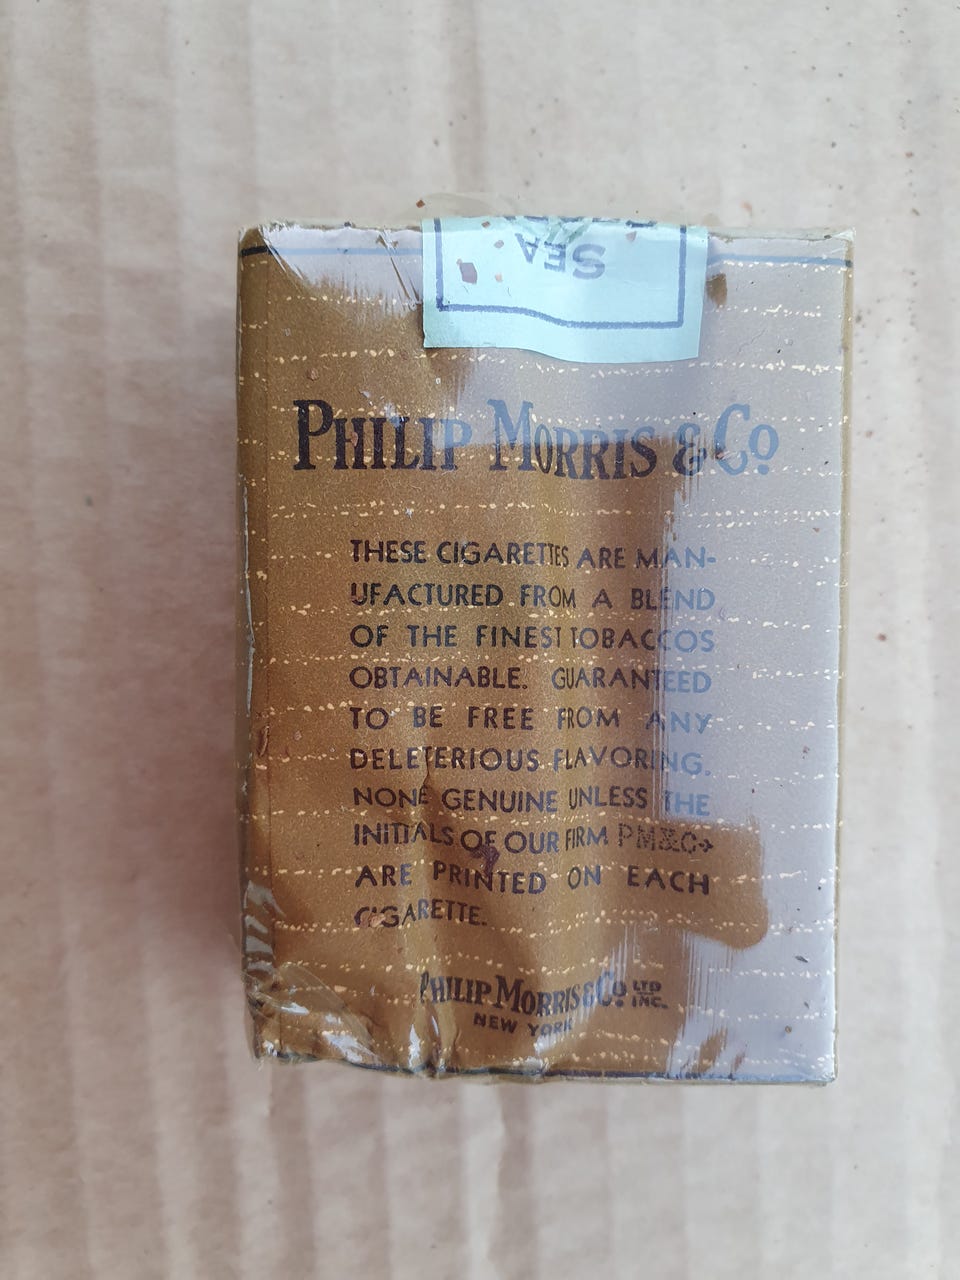 SEA
PHILIP MORRIS & Co
THESE CIGARETTES ARE MAN-
UFACTURED FROM A BLEND
OF THE FINEST TOBACCOS
OBTAINABLE. GUARANTEED
TO BE FREE FROM ANY
DELETERIOUS FLAVORING.
NONE GENUINE UNLESS THE
INITIALS OF OUR FIRM PM&Co
ARE PRINTED ON EACH
CIGARETTE.
PHILIP MORRIS & Co. LTD INC.
NEW YORK